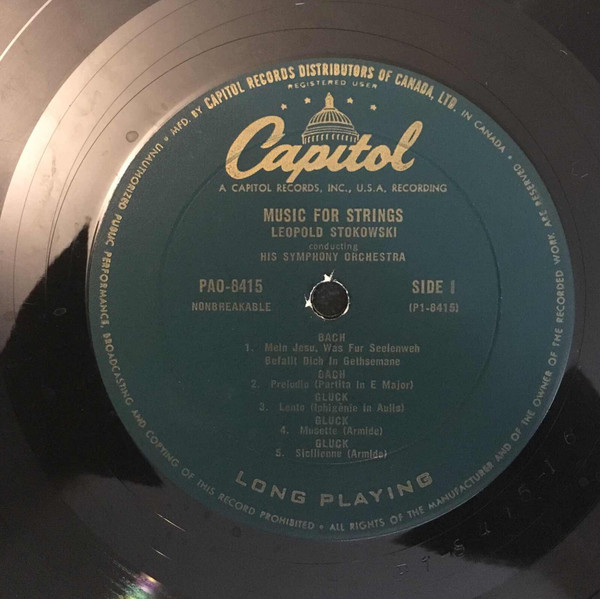 MFD. BY CAPITOL RECORDS DISTRIBUTORS OF CANADA, LTD. IN CANADA •
REGISTERED USER
Capitol
A CAPITOL RECORDS, INC., U.S.A. RECORDING
MUSIC FOR STRINGS
LEOPOLD STOKOWSKI
conducting
HIS SYMPHONY ORCHESTRA
PAO-8415 SIDE 1
NONBREAKABLE (P1-8415)
BACH
1. Mein Jesu, Was Fur Seelenweh
Befallt Dich In Gethsemane
BACH
2. Preludio (Partita in E Major)
GLUCK
3. Lento (Iphigénie in Aulis)
GLUCK
4. Musette (Armide)
GLUCK
5. Sicilienne (Armide)
LONG PLAYING
UNAUTHORIZED PUBLIC PERFORMANCE, BROADCASTING AND COPYING OF THIS RECORD PROHIBITED • ALL RIGHTS OF THE MANUFACTURER AND OF THE OWNER OF THE RECORDED WORK ARE RESERVED